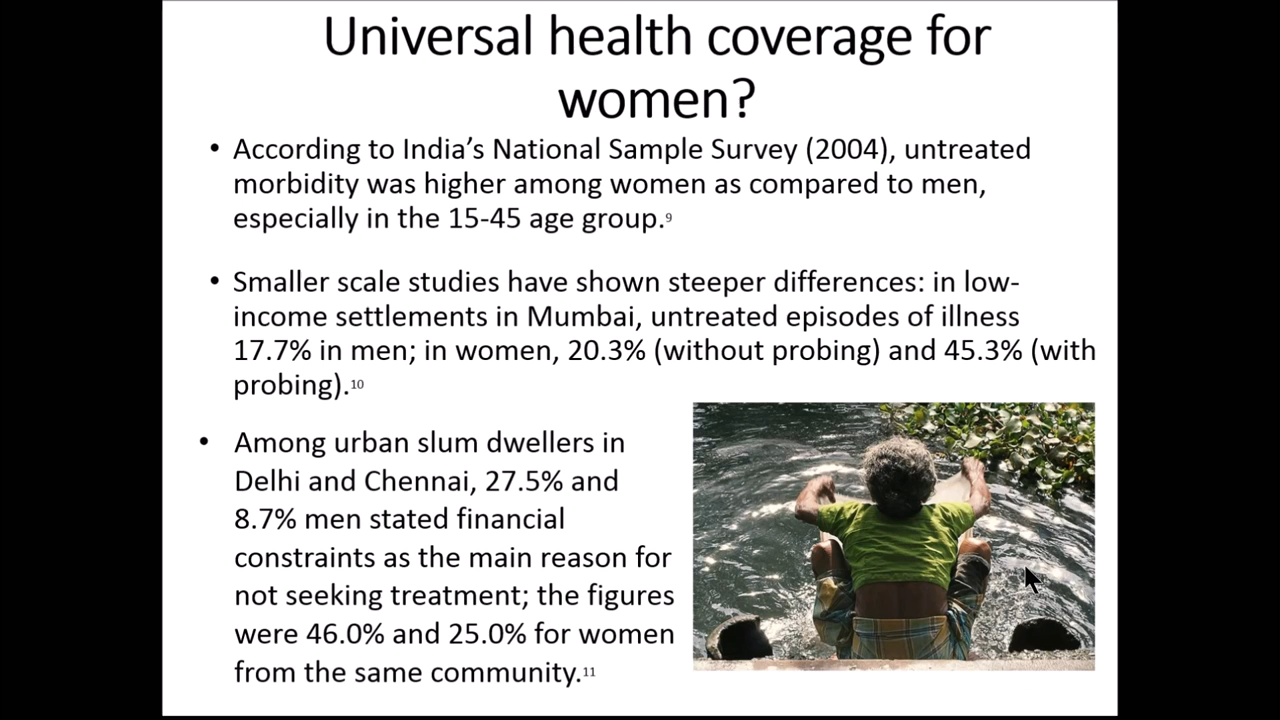 Universal health coverage for
women?
• According to India’s National Sample Survey (2004), untreated
morbidity was higher among women as compared to men,
especially in the 15-45 age group.9
• Smaller scale studies have shown steeper differences: in low-
income settlements in Mumbai, untreated episodes of illness
17.7% in men; in women, 20.3% (without probing) and 45.3% (with
probing).10
• Among urban slum dwellers in
Delhi and Chennai, 27.5% and
8.7% men stated financial
constraints as the main reason for
not seeking treatment; the figures
were 46.0% and 25.0% for women
from the same community.11